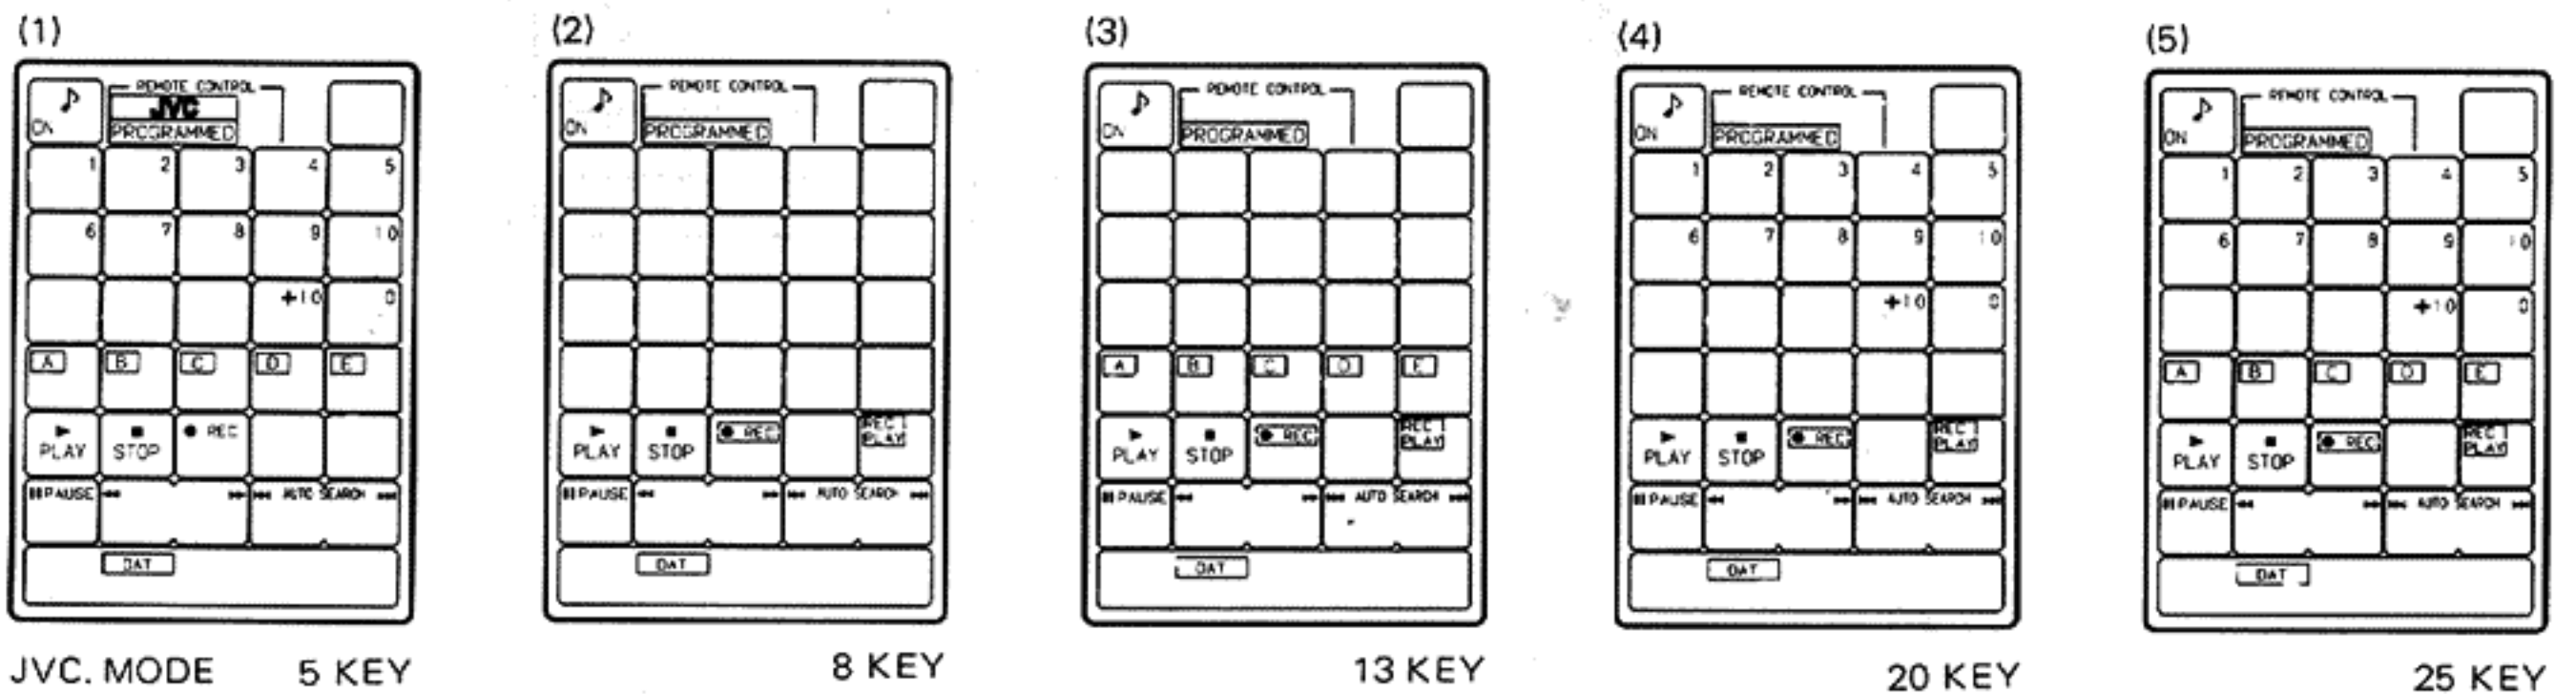 (1)
♪ REMOTE CONTROL
JVC
ON PROGRAMMED
1 2 3 4 5
6 7 8 9 10
+10 0
A B C D E
► PLAY ■ STOP ● REC
▮▮ PAUSE ◄◄ ►► |◄◄ AUTO SEARCH ►►|
DAT
JVC. MODE 5 KEY
(2)
♪ REMOTE CONTROL
ON PROGRAMMED
► PLAY ■ STOP ● REC REC PLAY
▮▮ PAUSE ◄◄ ►► |◄◄ AUTO SEARCH ►►|
DAT
8 KEY
(3)
♪ REMOTE CONTROL
ON PROGRAMMED
A B C D E
► PLAY ■ STOP ● REC REC PLAY
▮▮ PAUSE ◄◄ ►► |◄◄ AUTO SEARCH ►►|
DAT
13 KEY
(4)
♪ REMOTE CONTROL
ON PROGRAMMED
1 2 3 4 5
6 7 8 9 10
+10 0
► PLAY ■ STOP ● REC REC PLAY
▮▮ PAUSE ◄◄ ►► |◄◄ AUTO SEARCH ►►|
DAT
20 KEY
(5)
♪ REMOTE CONTROL
ON PROGRAMMED
1 2 3 4 5
6 7 8 9 10
+10 0
A B C D E
► PLAY ■ STOP ● REC REC PLAY
▮▮ PAUSE ◄◄ ►► |◄◄ AUTO SEARCH ►►|
DAT
25 KEY